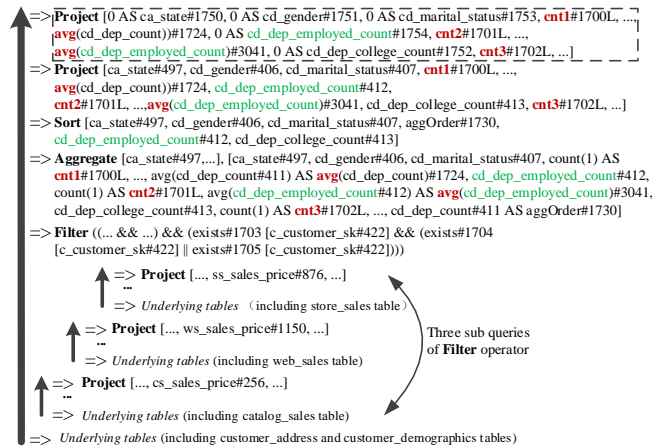 => Project [0 AS ca_state#1750, 0 AS cd_gender#1751, 0 AS cd_marital_status#1753, cnt1#1700L, ...,
avg(cd_dep_count))#1724, 0 AS cd_dep_employed_count#1754, cnt2#1701L, ...,
avg(cd_dep_employed_count)#3041, 0 AS cd_dep_college_count#1752, cnt3#1702L, ...]
=> Project [ca_state#497, cd_gender#406, cd_marital_status#407, cnt1#1700L, ...,
avg(cd_dep_count))#1724, cd_dep_employed_count#412,
cnt2#1701L, ...,avg(cd_dep_employed_count)#3041, cd_dep_college_count#413, cnt3#1702L, ...]
=> Sort [ca_state#497, cd_gender#406, cd_marital_status#407, aggOrder#1730,
cd_dep_employed_count#412, cd_dep_college_count#413]
=> Aggregate [ca_state#497,...], [ca_state#497, cd_gender#406, cd_marital_status#407, count(1) AS
cnt1#1700L, ..., avg(cd_dep_count#411) AS avg(cd_dep_count)#1724, cd_dep_employed_count#412,
count(1) AS cnt2#1701L, avg(cd_dep_employed_count#412) AS avg(cd_dep_employed_count)#3041,
cd_dep_college_count#413, count(1) AS cnt3#1702L, ..., cd_dep_count#411 AS aggOrder#1730]
=> Filter ((... && ...) && (exists#1703 [c_customer_sk#422] && (exists#1704
[c_customer_sk#422] || exists#1705 [c_customer_sk#422])))
=> Project [..., ss_sales_price#876, ...]
...
=> Underlying tables (including store_sales table)
=> Project [..., ws_sales_price#1150, ...]
...
=> Underlying tables (including web_sales table)
Three sub queries
of Filter operator
=> Project [..., cs_sales_price#256, ...]
...
=> Underlying tables (including catalog_sales table)
=> Underlying tables (including customer_address and customer_demographics tables)